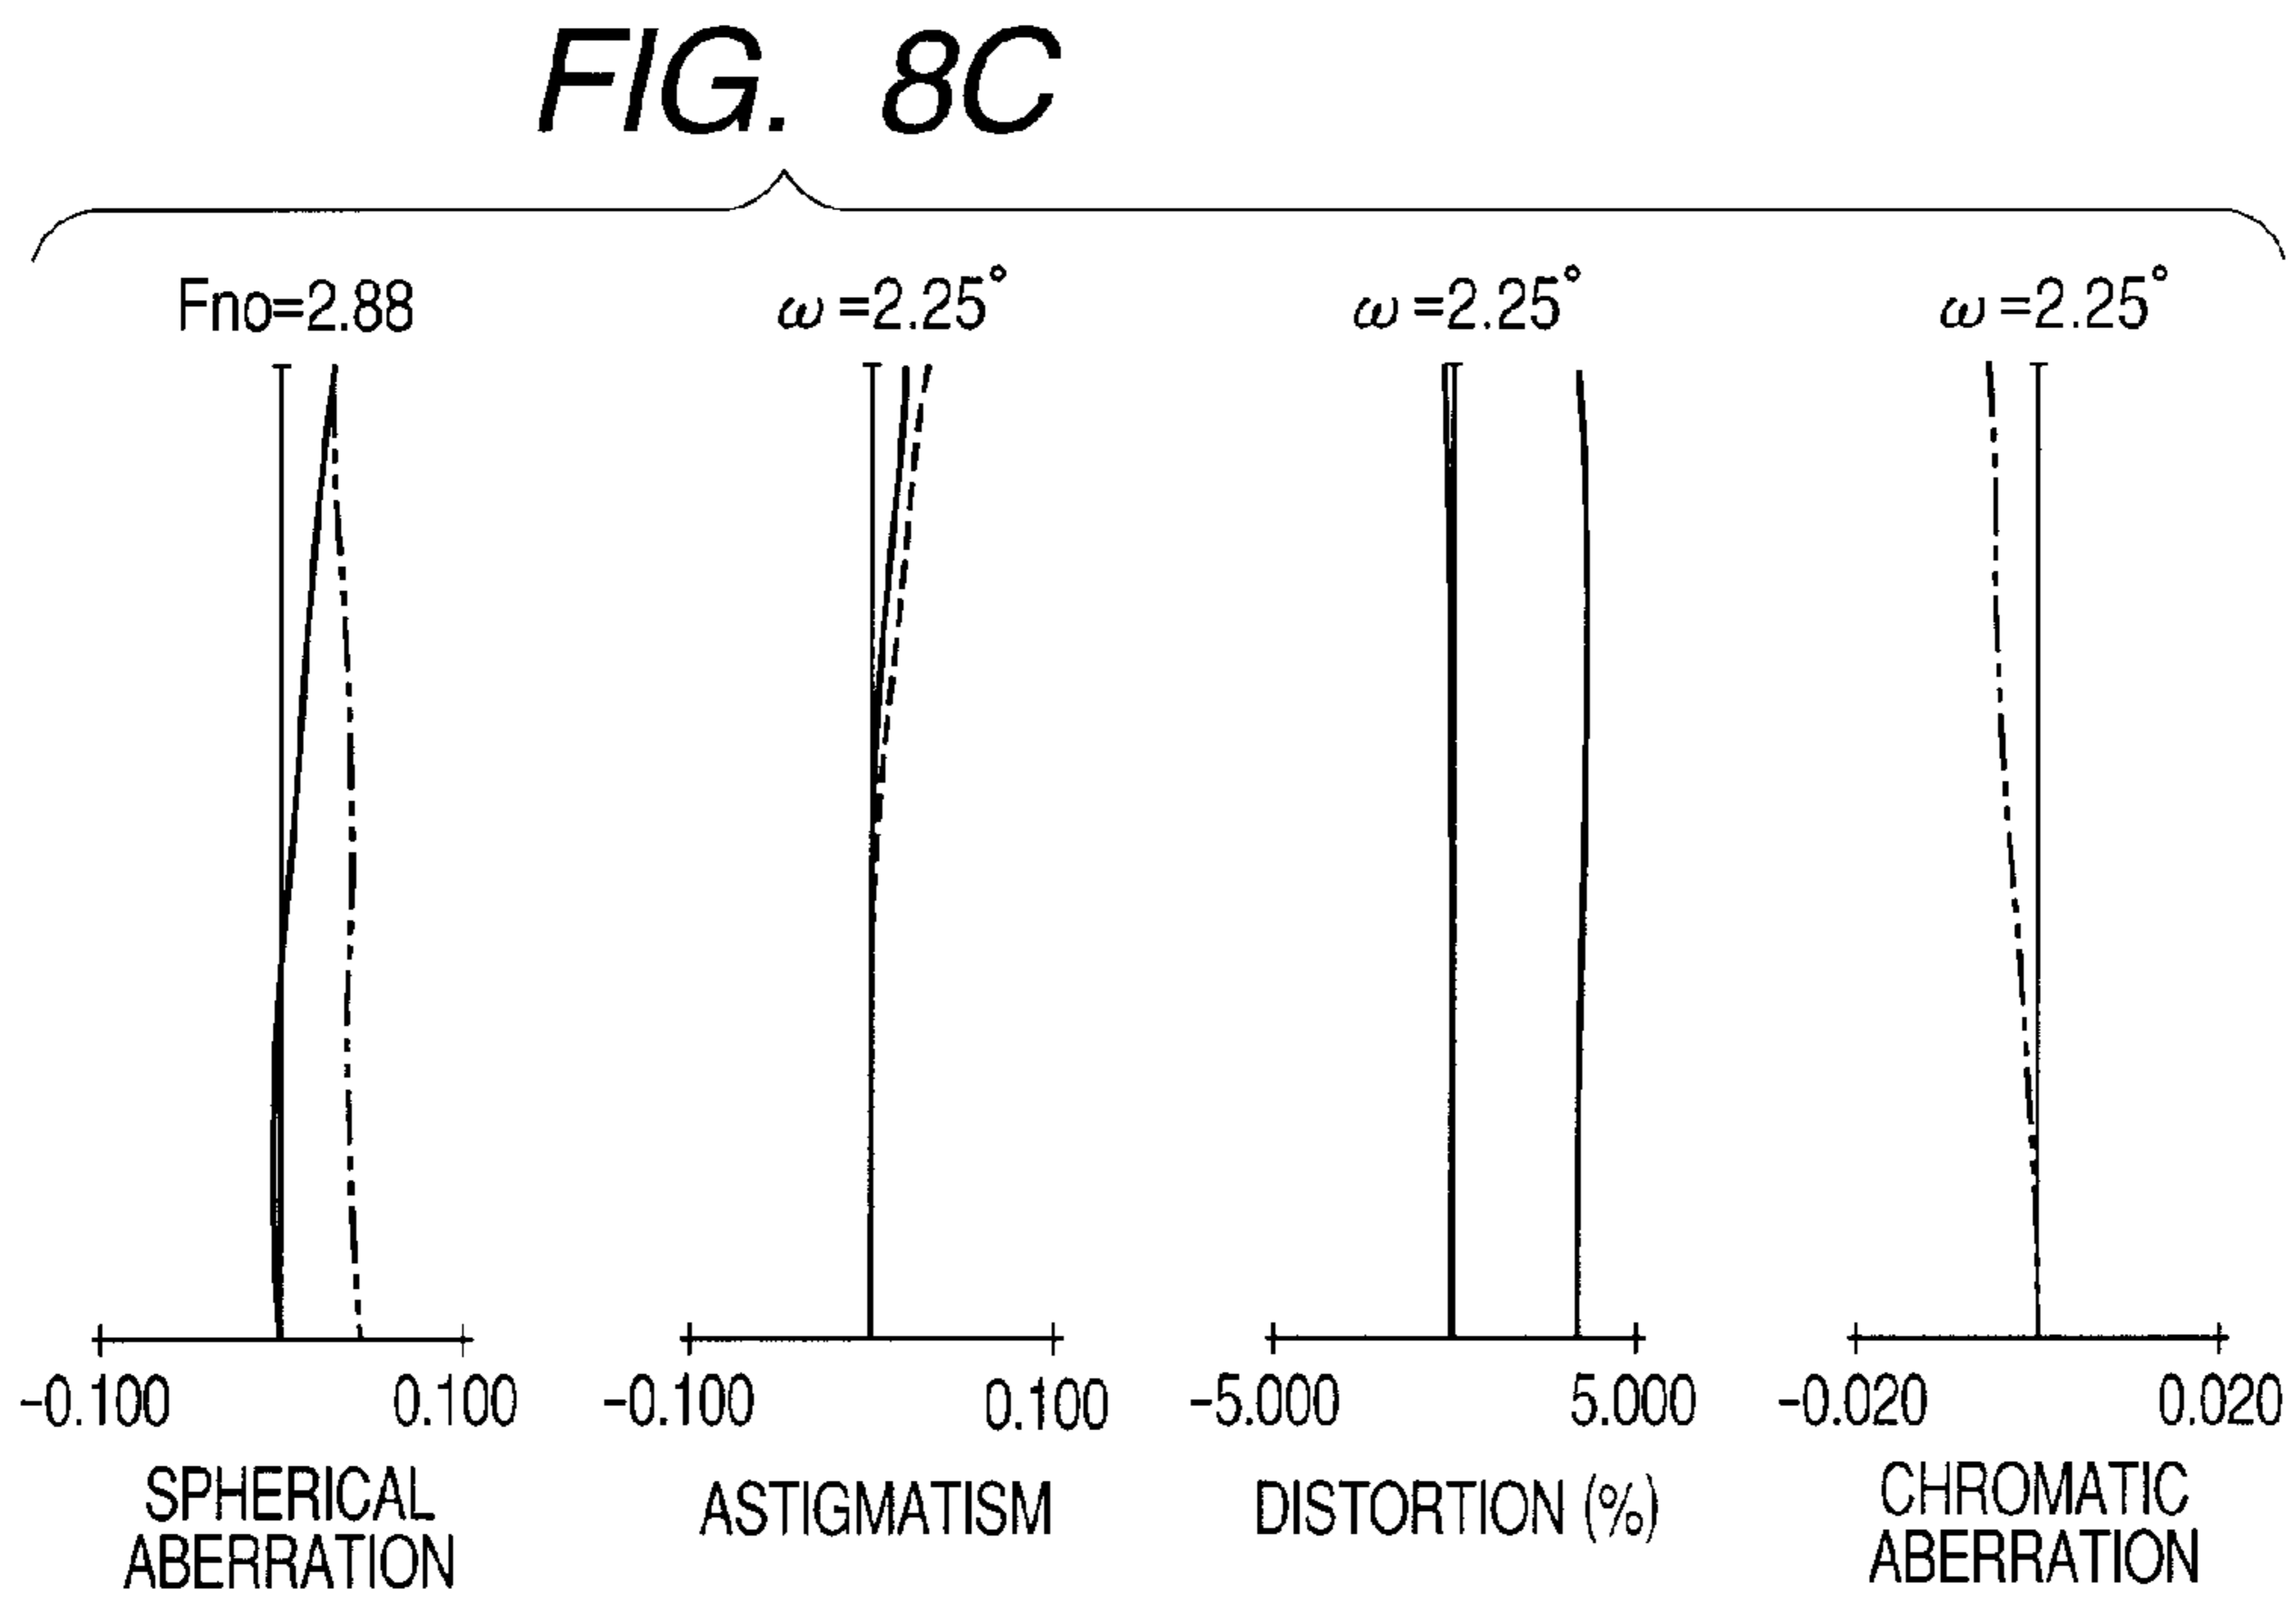 FIG. 8C
Fno=2.88
ω=2.25°
ω=2.25°
ω=2.25°
-0.100
0.100
-0.100
0.100
-5.000
5.000
-0.020
0.020
SPHERICAL
ABERRATION
ASTIGMATISM
DISTORTION (%)
CHROMATIC
ABERRATION